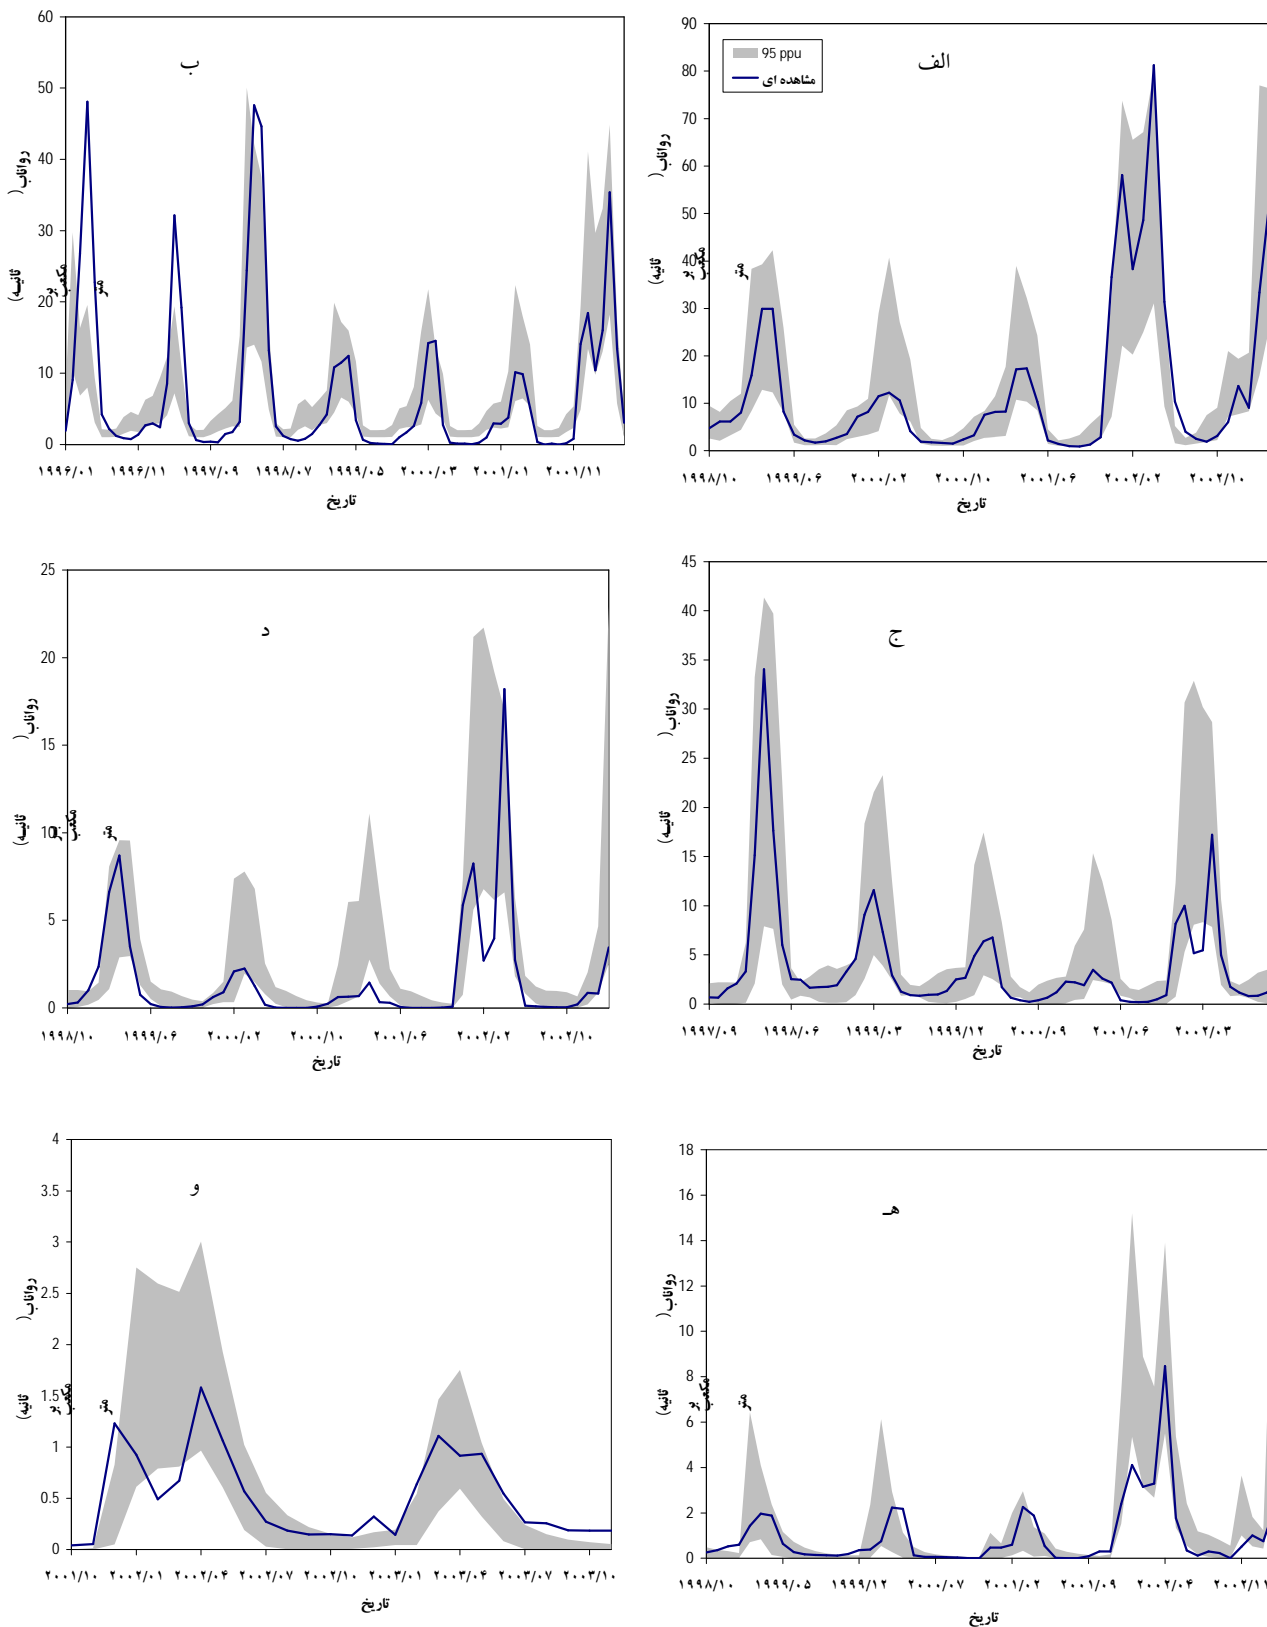 الف
95 ppu
مشاهده ای
90
80
70
60
50
40
30
20
10
0
رواناب(
متر
مکعب بر
ثانیه)
۱۹۹۸/۱۰ ۱۹۹۹/۰۶ ۲۰۰۰/۰۲ ۲۰۰۰/۱۰ ۲۰۰۱/۰۶ ۲۰۰۲/۰۲ ۲۰۰۲/۱۰
تاریخ
ب
60
50
40
30
20
10
0
رواناب(
متر
مکعب بر
ثانیه)
۱۹۹۶/۰۱ ۱۹۹۶/۱۱ ۱۹۹۷/۰۹ ۱۹۹۸/۰۷ ۱۹۹۹/۰۵ ۲۰۰۰/۰۳ ۲۰۰۱/۰۱ ۲۰۰۱/۱۱
تاریخ
ج
45
40
35
30
25
20
15
10
5
0
رواناب(
متر
مکعب بر
ثانیه)
۱۹۹۷/۰۹ ۱۹۹۸/۰۶ ۱۹۹۹/۰۳ ۱۹۹۹/۱۲ ۲۰۰۰/۰۹ ۲۰۰۱/۰۶ ۲۰۰۲/۰۳
تاریخ
د
25
20
15
10
5
0
رواناب(
متر
مکعب بر
ثانیه)
۱۹۹۸/۱۰ ۱۹۹۹/۰۶ ۲۰۰۰/۰۲ ۲۰۰۰/۱۰ ۲۰۰۱/۰۶ ۲۰۰۲/۰۲ ۲۰۰۲/۱۰
تاریخ
هـ
18
16
14
12
10
8
6
4
2
0
رواناب(
متر
مکعب بر
ثانیه)
۱۹۹۸/۱۰ ۱۹۹۹/۰۵ ۱۹۹۹/۱۲ ۲۰۰۰/۰۷ ۲۰۰۱/۰۲ ۲۰۰۱/۰۹ ۲۰۰۲/۰۴ ۲۰۰۲/۱۱
تاریخ
و
4
3.5
3
2.5
2
1.5
1
0.5
0
رواناب(
متر
مکعب بر
ثانیه)
۲۰۰۱/۱۰ ۲۰۰۲/۰۱ ۲۰۰۲/۰۴ ۲۰۰۲/۰۷ ۲۰۰۲/۱۰ ۲۰۰۳/۰۱ ۲۰۰۳/۰۴ ۲۰۰۳/۰۷ ۲۰۰۳/۱۰
تاریخ